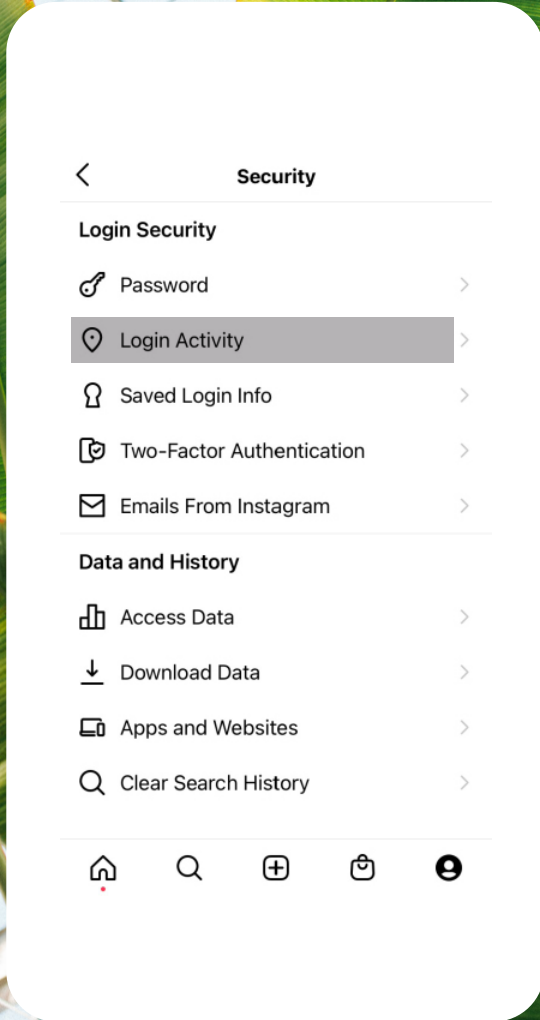 Security
Login Security
Password
Login Activity
Saved Login Info
Two-Factor Authentication
Emails From Instagram
Data and History
Access Data
Download Data
Apps and Websites
Clear Search History